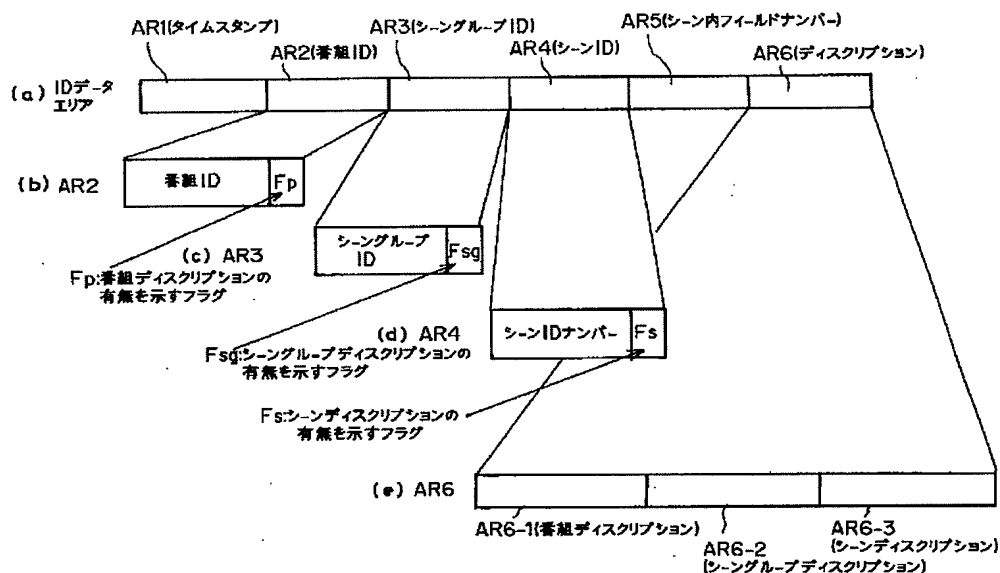 AR1(タイムスタンプ)
AR2(番組ID)
AR3(シーングループID)
AR4(シーンID)
AR5(シーン内フィールドナンバー)
AR6(ディスクリプション)
(a) IDデータ
エリア
(b) AR2
番組ID
Fp
(c) AR3
シーングループ
ID
Fsg
Fp:番組ディスクリプションの
有無を示すフラグ
(d) AR4
シーンIDナンバー
Fs
Fsg:シーングループディスクリプションの
有無を示すフラグ
Fs:シーンディスクリプションの
有無を示すフラグ
(e) AR6
AR6-1(番組ディスクリプション)
AR6-2
(シーングループディスクリプション)
AR6-3
(シーンディスクリプション)